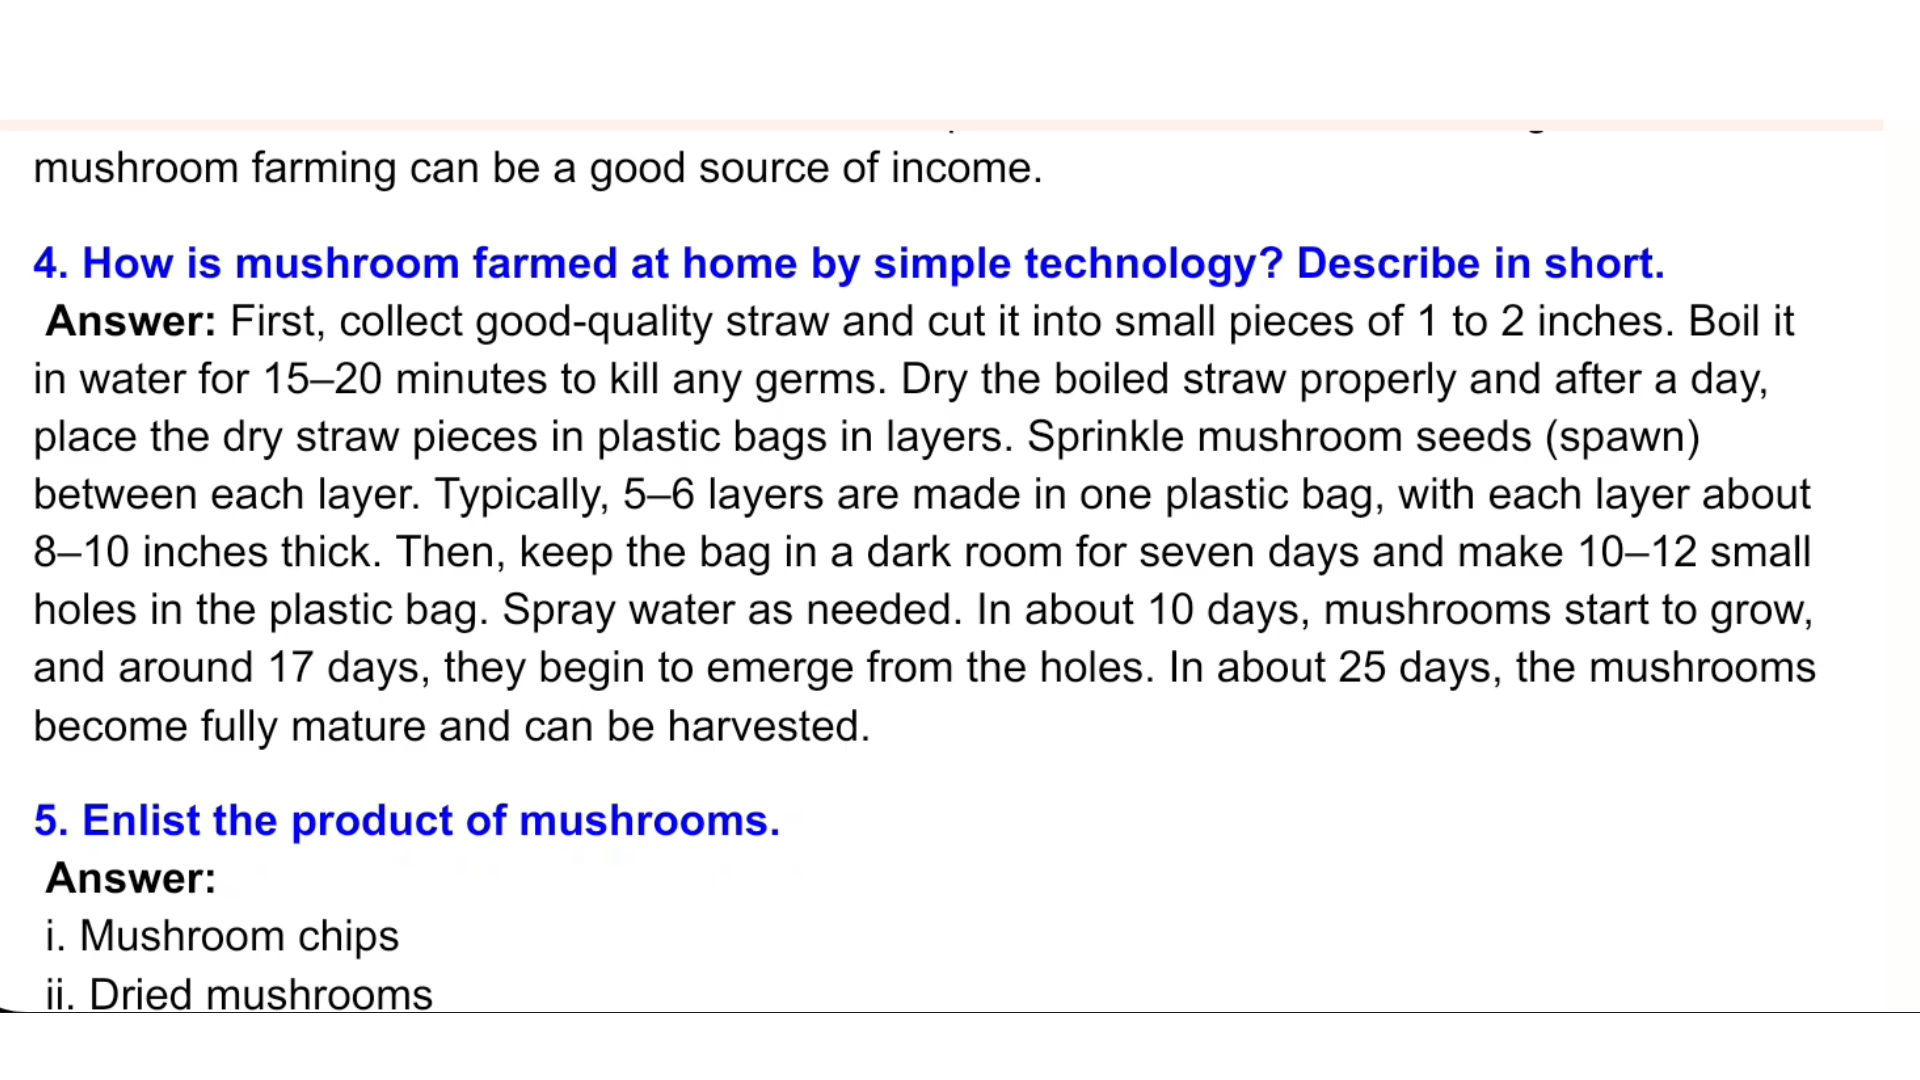 mushroom farming can be a good source of income.
4. How is mushroom farmed at home by simple technology? Describe in short.
Answer: First, collect good-quality straw and cut it into small pieces of 1 to 2 inches. Boil it
in water for 15–20 minutes to kill any germs. Dry the boiled straw properly and after a day,
place the dry straw pieces in plastic bags in layers. Sprinkle mushroom seeds (spawn)
between each layer. Typically, 5–6 layers are made in one plastic bag, with each layer about
8–10 inches thick. Then, keep the bag in a dark room for seven days and make 10–12 small
holes in the plastic bag. Spray water as needed. In about 10 days, mushrooms start to grow,
and around 17 days, they begin to emerge from the holes. In about 25 days, the mushrooms
become fully mature and can be harvested.
5. Enlist the product of mushrooms.
Answer:
i. Mushroom chips
ii. Dried mushrooms